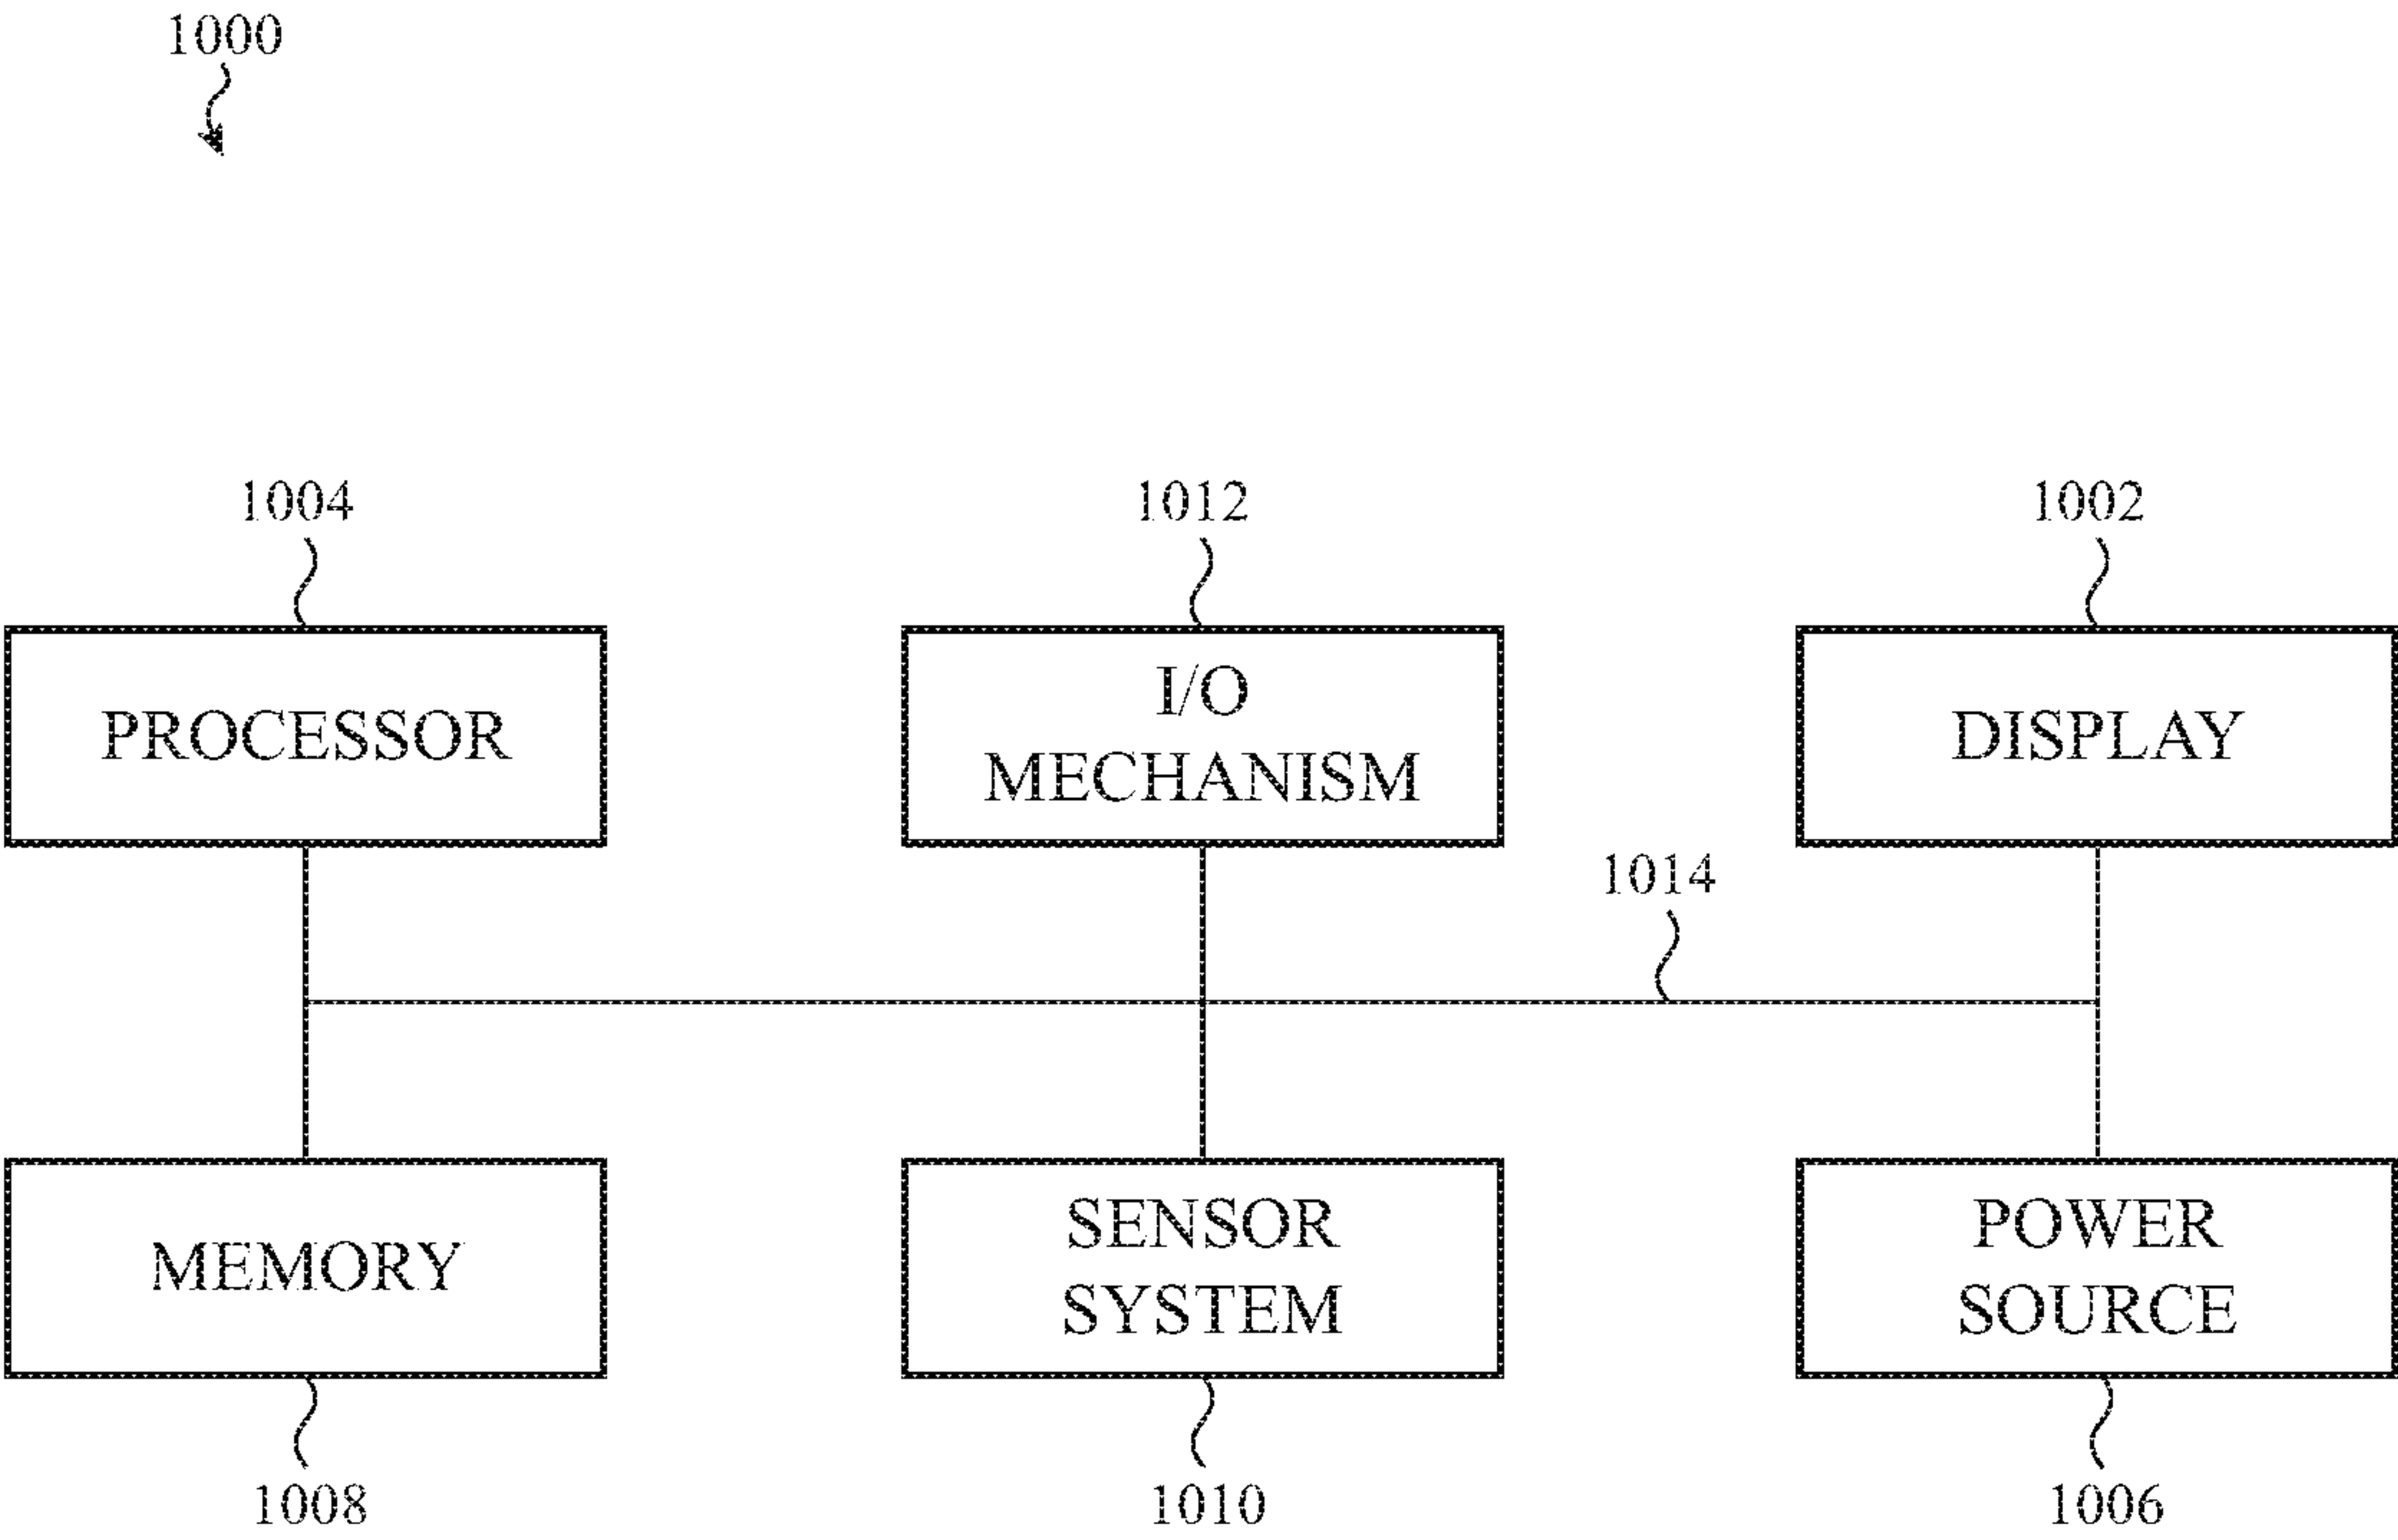 1000
1004
1012
1002
PROCESSOR
I/O
MECHANISM
DISPLAY
1014
MEMORY
SENSOR
SYSTEM
POWER
SOURCE
1008
1010
1006